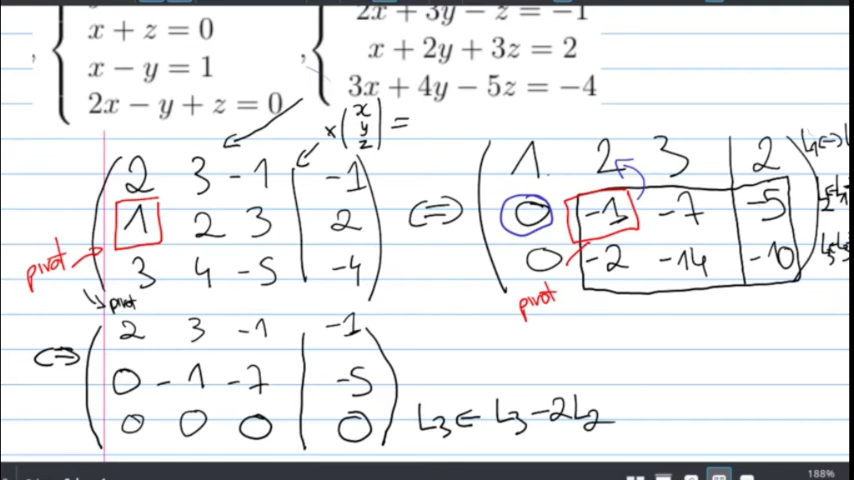 x + z = 0
x − y = 1
2x − y + z = 0
,
,
2x + 3y − z = −1
x + 2y + 3z = 2
3x + 4y − 5z = −4
× ( x y z ) =
2 3 -1 | -1
1 2 3 | 2
3 4 -5 | -4
pivot
pivot
⇔
1. 2 3 | 2
0 -1 -7 | -5
0 -2 -14 | -10
pivot
⇔
2 3 -1 | -1
0 -1 -7 | -5
0 0 0 | 0
L3 ← L3 -2L2
188%